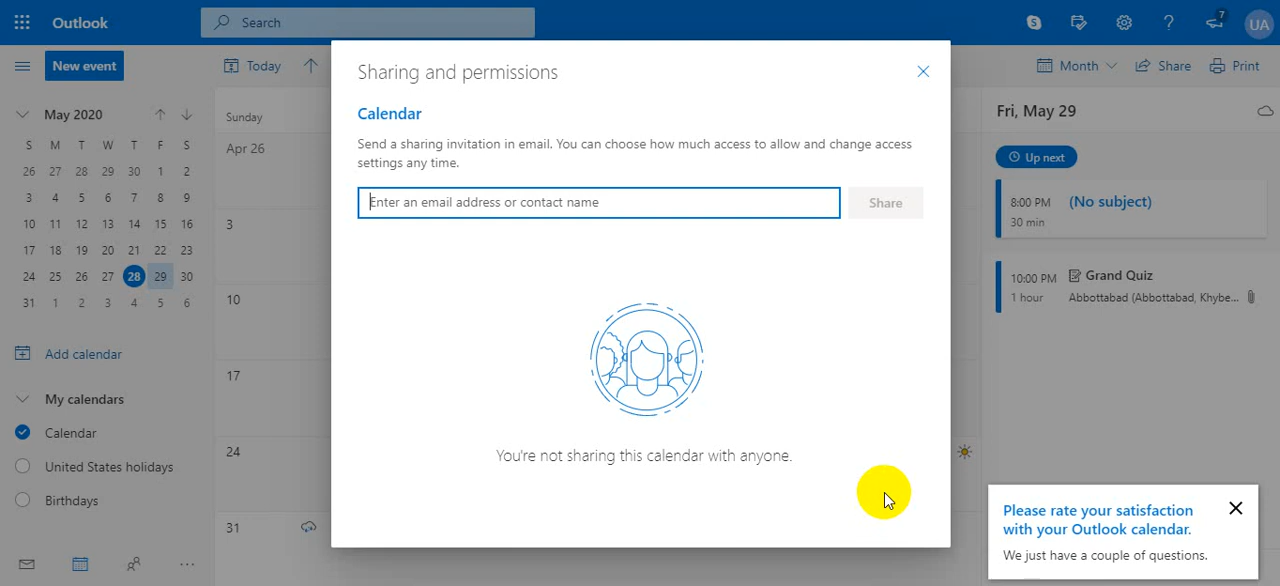 Outlook
Search
7
UA
New event
Today
Month
Share
Print
May 2020
S M T W T F S
26 27 28 29 30 1 2
3 4 5 6 7 8 9
10 11 12 13 14 15 16
17 18 19 20 21 22 23
24 25 26 27 28 29 30
31 1 2 3 4 5 6
Add calendar
My calendars
Calendar
United States holidays
Birthdays
Sunday
Apr 26
3
10
17
24
31
Sharing and permissions
Calendar
Send a sharing invitation in email. You can choose how much access to allow and change access
settings any time.
Enter an email address or contact name
Share
You're not sharing this calendar with anyone.
Fri, May 29
Up next
8:00 PM (No subject)
30 min
10:00 PM Grand Quiz
1 hour Abbottabad (Abbottabad, Khybe...
Please rate your satisfaction
with your Outlook calendar.
We just have a couple of questions.